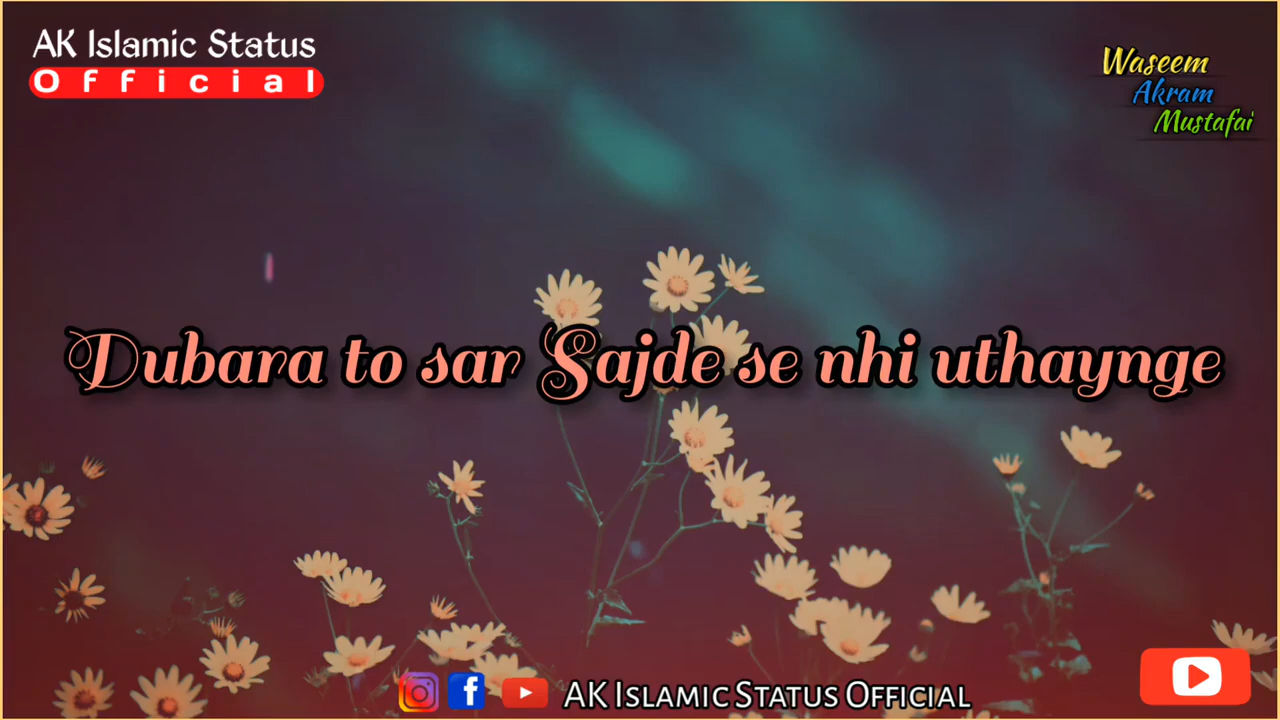 AK Islamic Status
Official
Waseem
Akram
Mustafai
Dubara to sar Sajde se nhi uthaynge
AK Islamic Status Official